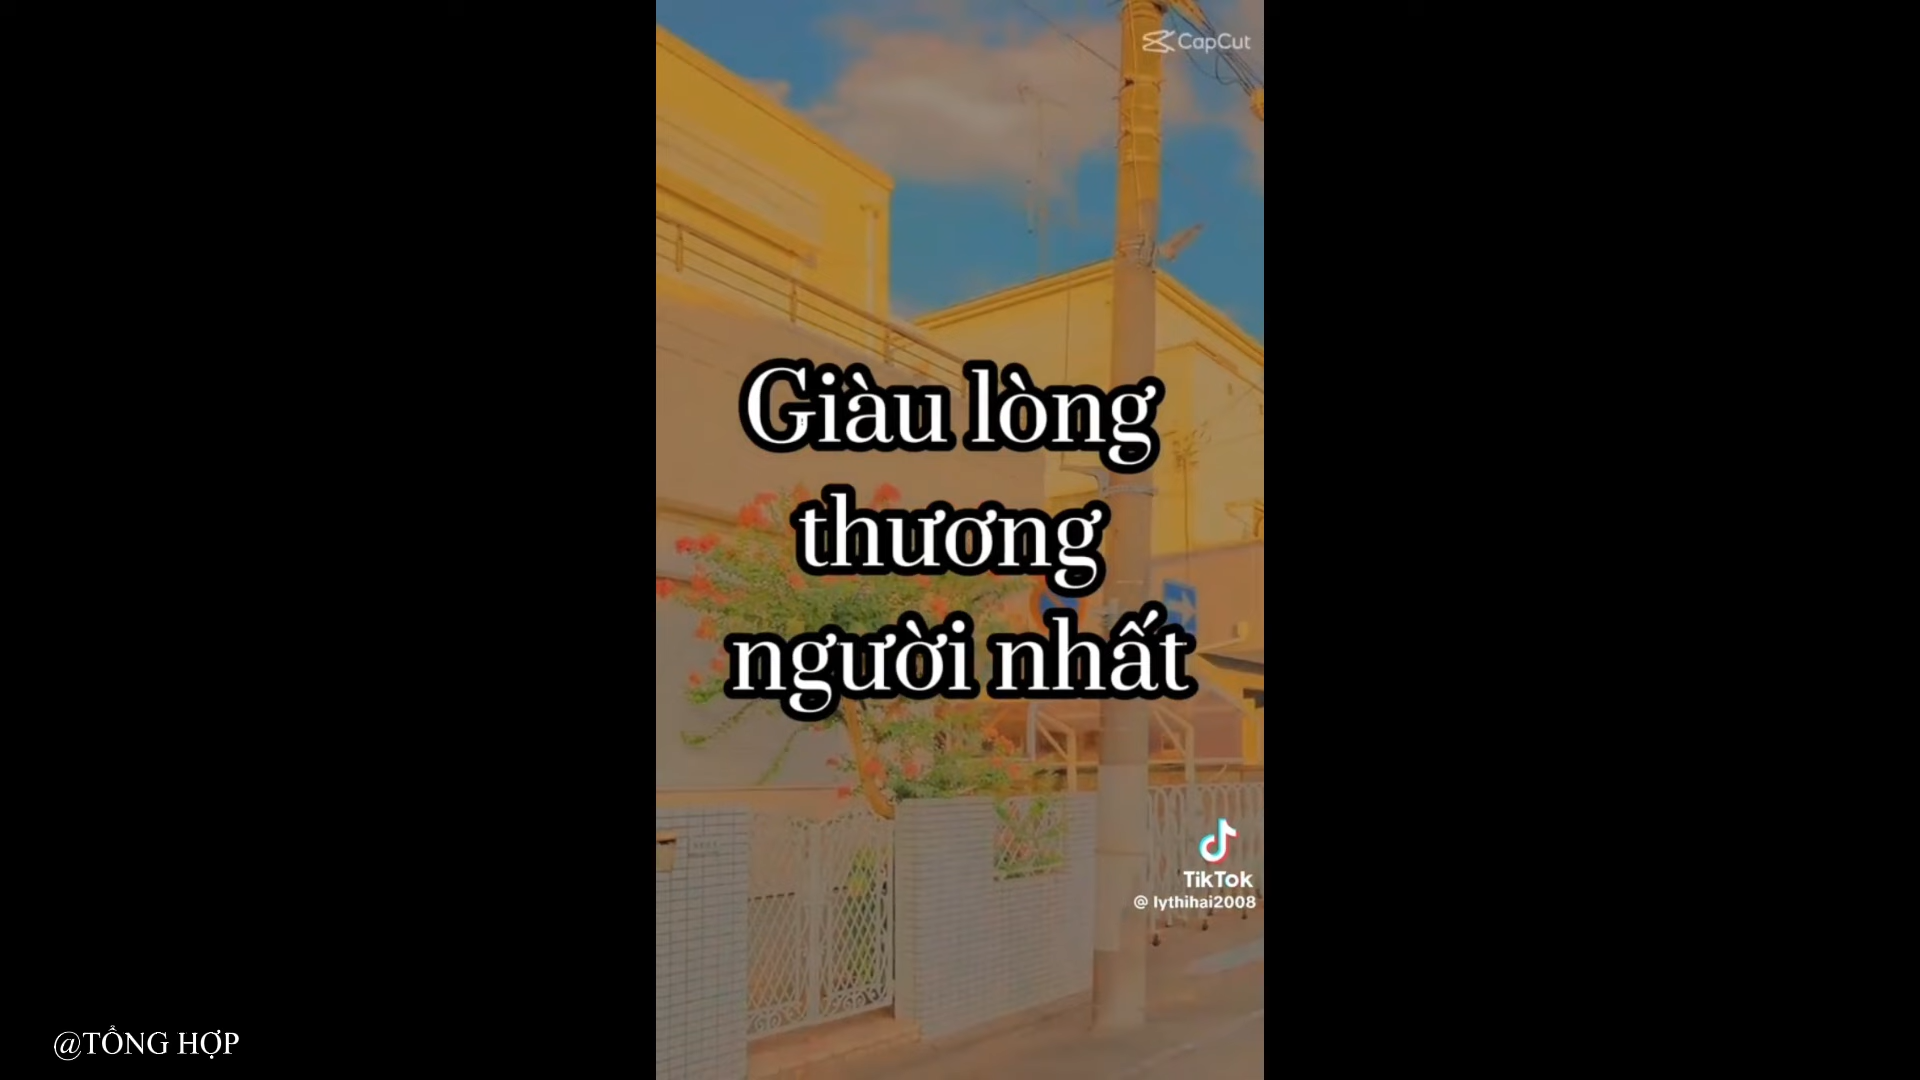 CapCut
Giàu lòng
thương
người nhất
TikTok
@ lythihai2008
@TỔNG HỢP